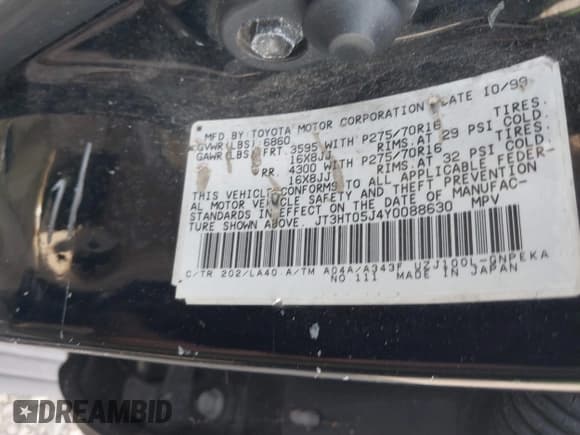 MFD BY: TOYOTA MOTOR CORPORATION DATE 10/99
GVWR(LBS) 6860
GAWR(LBS) FRT. 3595 WITH P275/70R16 TIRES.
16X8JJ RIMS.AT 29 PSI COLD.
RR. 4300 WITH P275/70R16 TIRES.
16X8JJ RIMS.AT 32 PSI COLD.
THIS VEHICLE CONFORMS TO ALL APPLICABLE FEDER-
AL MOTOR VEHICLE SAFETY AND THEFT PREVENTION
STANDARDS IN EFFECT ON THE DATE OF MANUFAC-
TURE SHOWN ABOVE. JT3HT05J4Y0088630 MPV
C/TR 202/LA40 A/TM A04A/A343F UZJ100L-GNPEKA
NO 111 MADE IN JAPAN
DREAMBID